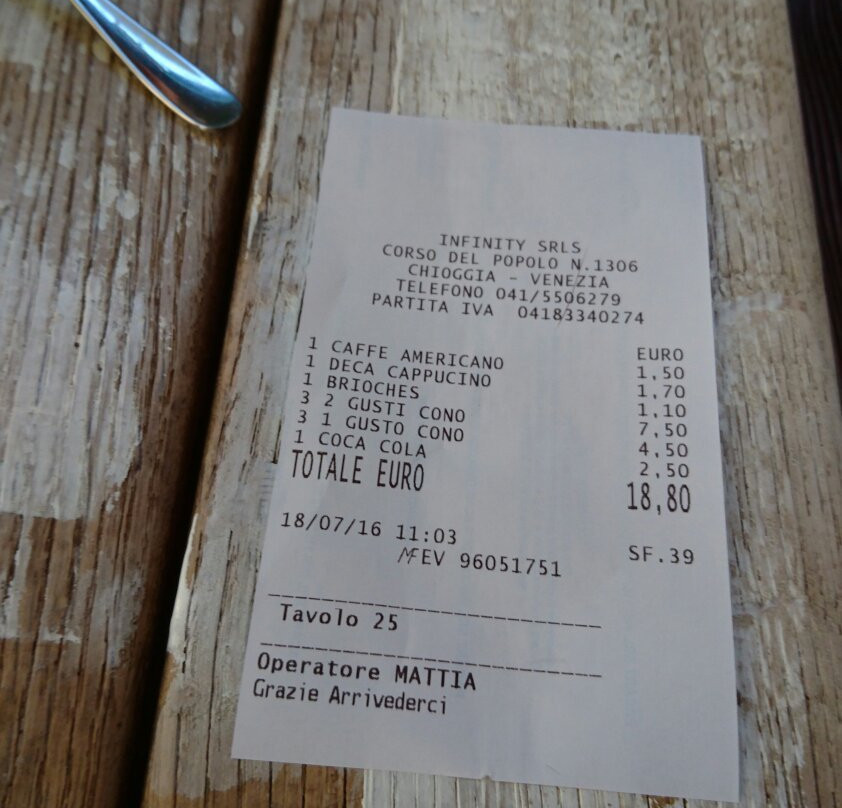 INFINITY SRLS
CORSO DEL POPOLO N.1306
CHIOGGIA - VENEZIA
TELEFONO 041/5506279
PARTITA IVA 04183340274
EURO
1 CAFFE AMERICANO 1,50
1 DECA CAPPUCINO 1,70
1 BRIOCHES 1,10
3 2 GUSTI CONO 7,50
3 1 GUSTO CONO 4,50
1 COCA COLA 2,50
TOTALE EURO 18,80
18/07/16 11:03 SF.39
MF EV 96051751
Tavolo 25
Operatore MATTIA
Grazie Arrivederci